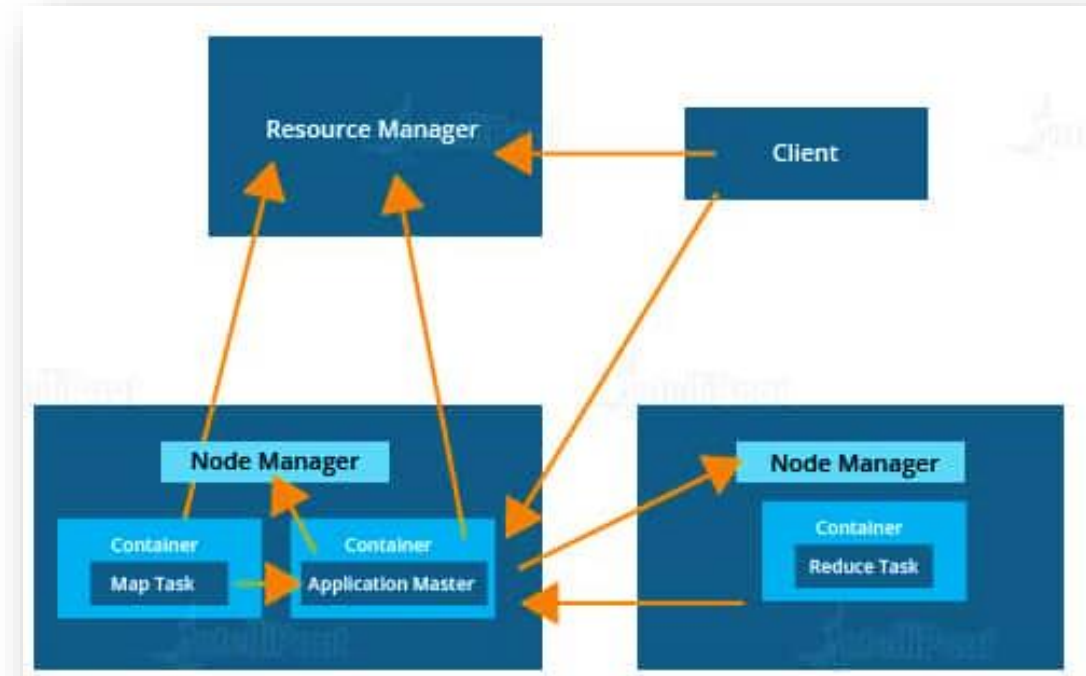 Resource Manager
Client
Node Manager
Container
Map Task
Container
Application Master
Node Manager
Container
Reduce Task